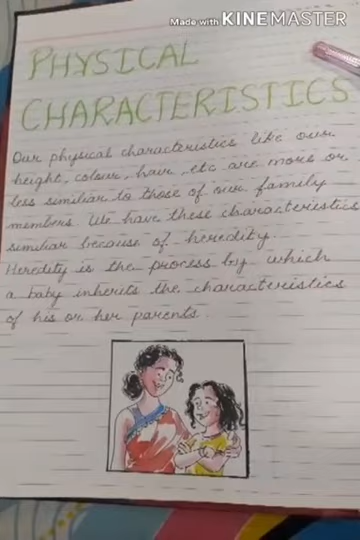 Made with KINEMASTER
PHYSICAL
CHARACTERISTICS
Our physical characteristics like our
height, colour, hair, etc are more or
less similiar to those of our family
members. We have these characteristics
similiar because of heredity.
Heredity is the process by which
a baby inherits the characteristics
of his or her parents.